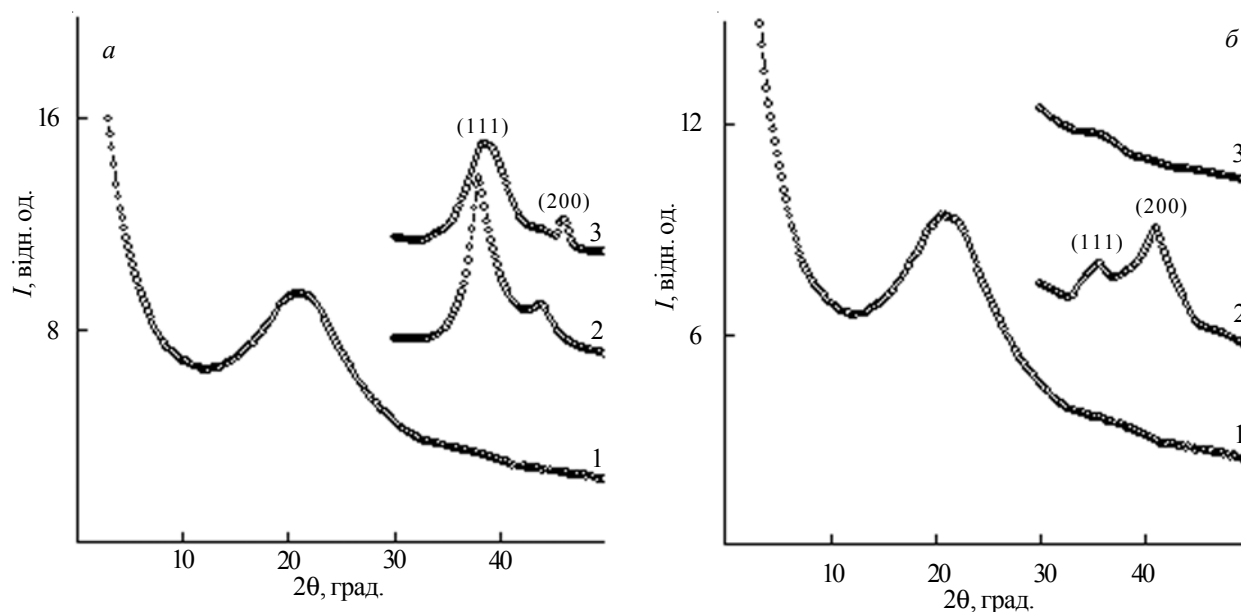 а
16
8
I, відн. од.
(111)
(200)
3
2
1
10 20 30 40
2θ, град.
б
12
6
I, відн. од.
(111)
(200)
3
2
1
10 20 30 40
2θ, град.